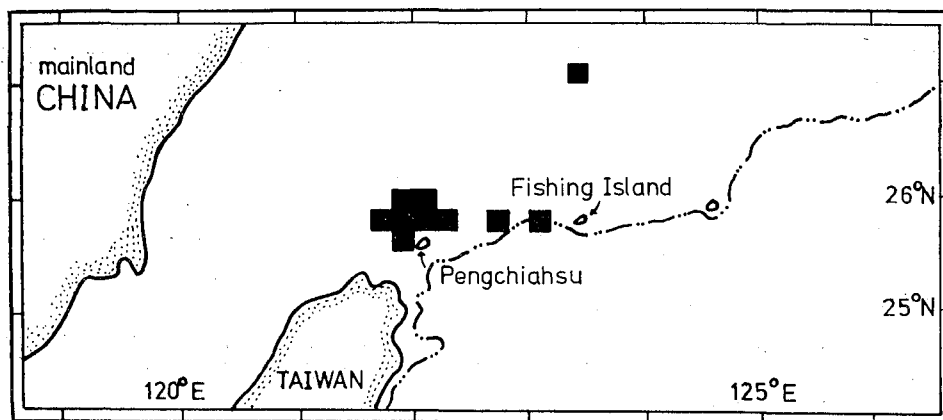 mainland
CHINA
Fishing Island
26°N
Pengchiahsu
25°N
TAIWAN
120°E
125°E